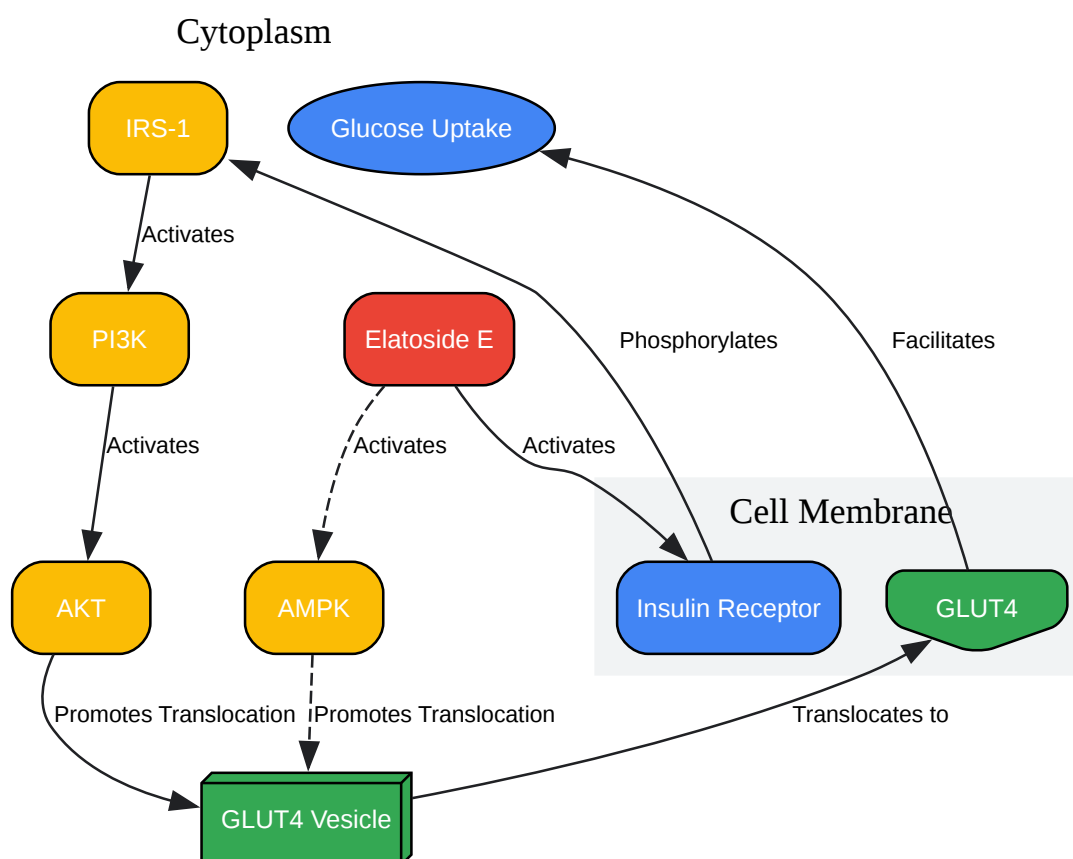 Cytoplasm
IRS-1
Glucose Uptake
Activates
PI3K
Elatoside E
Phosphorylates
Facilitates
Activates
Activates
Activates
Cell Membrane
AKT
AMPK
Insulin Receptor
GLUT4
Promotes Translocation
Promotes Translocation
Translocates to
GLUT4 Vesicle